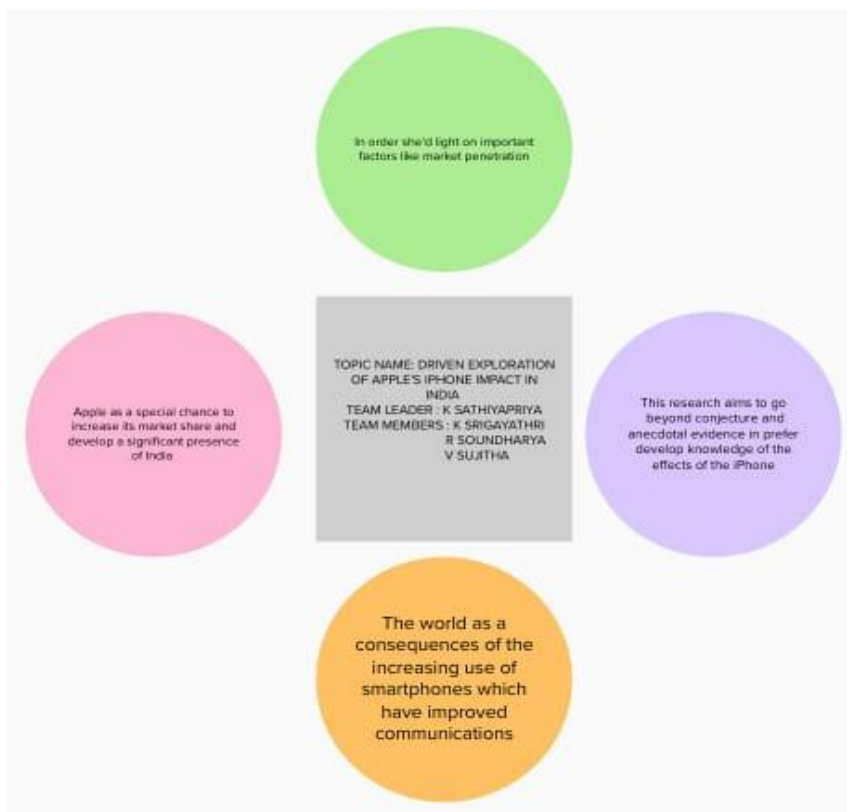 In order she'd light on important
factors like market penetration
TOPIC NAME: DRIVEN EXPLORATION
OF APPLE'S IPHONE IMPACT IN
INDIA
TEAM LEADER : K SATHIYAPRIYA
TEAM MEMBERS : K SRIGAYATHRI
R SOUNDHARYA
V SUJITHA
Apple as a special chance to
increase its market share and
develop a significant presence
of India
This research aims to go
beyond conjecture and
anecdotal evidence in prefer
develop knowledge of the
effects of the iPhone
The world as a
consequences of the
increasing use of
smartphones which
have improved
communications